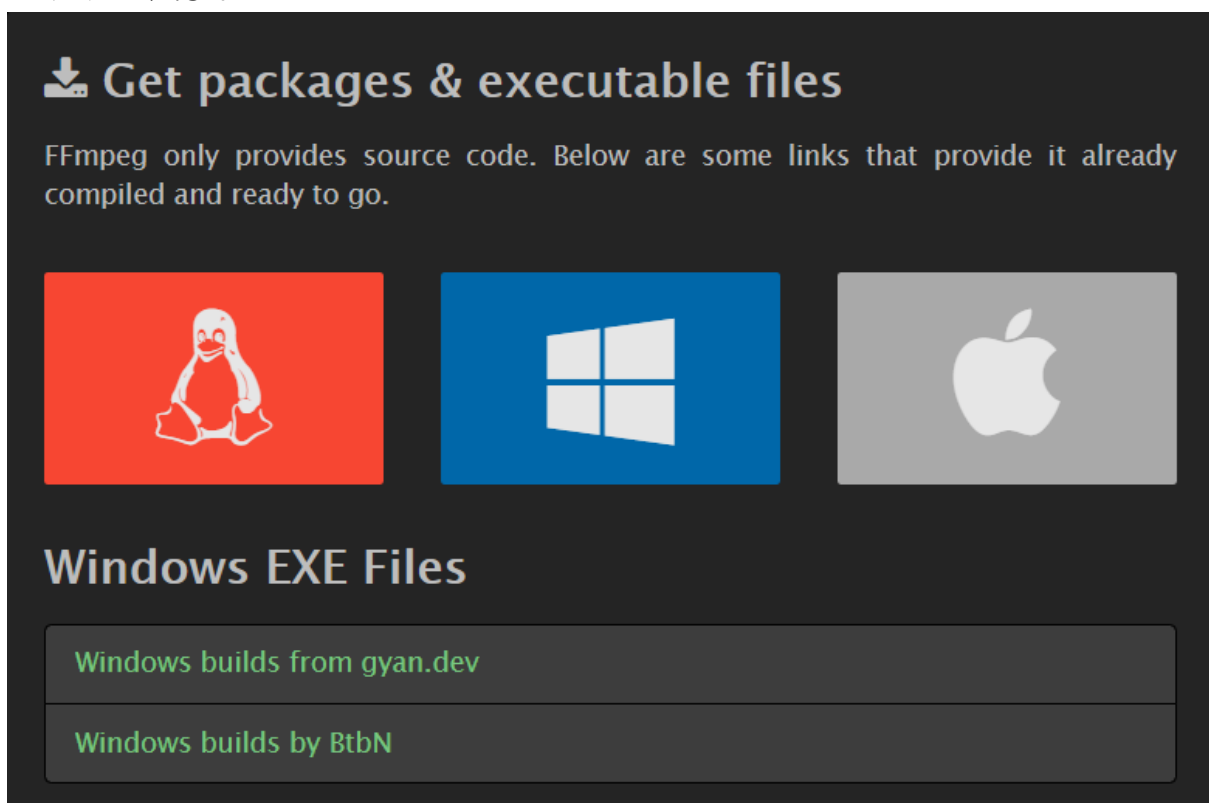 Get packages & executable files
FFmpeg only provides source code. Below are some links that provide it already
compiled and ready to go.
Windows EXE Files
Windows builds from gyan.dev
Windows builds by BtbN